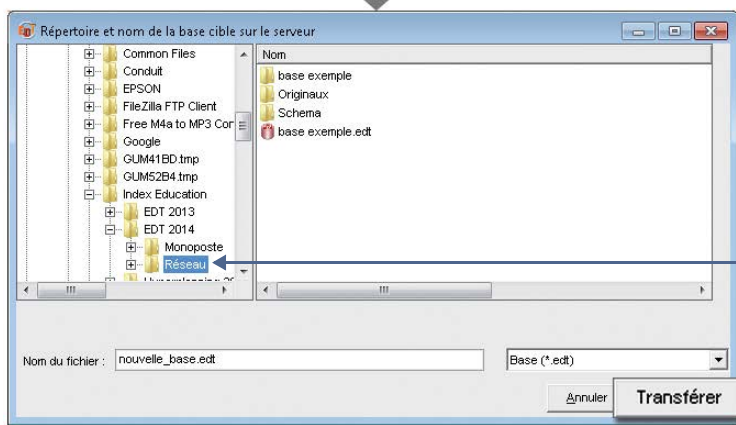 Répertoire et nom de la base cible sur le serveur
Common Files
Conduit
EPSON
FileZilla FTP Client
Free M4a to MP3 Cor
Google
GUM41BD.tmp
GUM52B4.tmp
Index Education
EDT 2013
EDT 2014
Monoposte
Réseau
Nom
base exemple
Originaux
Schema
base exemple.edt
Nom du fichier :
nouvelle_base.edt
Base (*.edt)
Annuler
Transférer